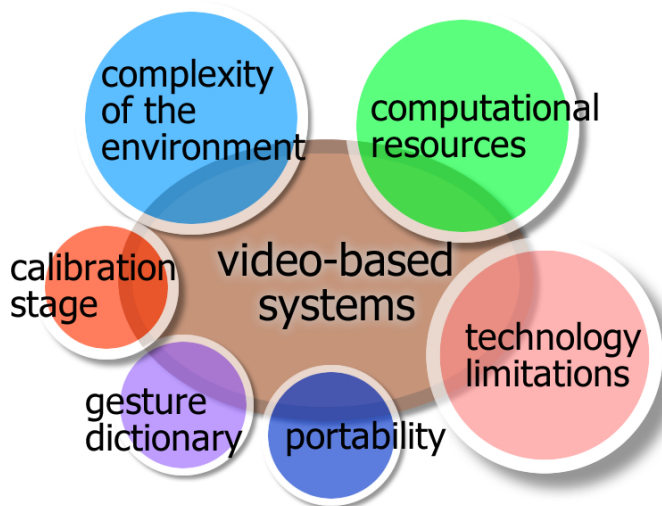 complexity
of the
environment
computational
resources
video-based
systems
calibration
stage
technology
limitations
gesture
dictionary
portability